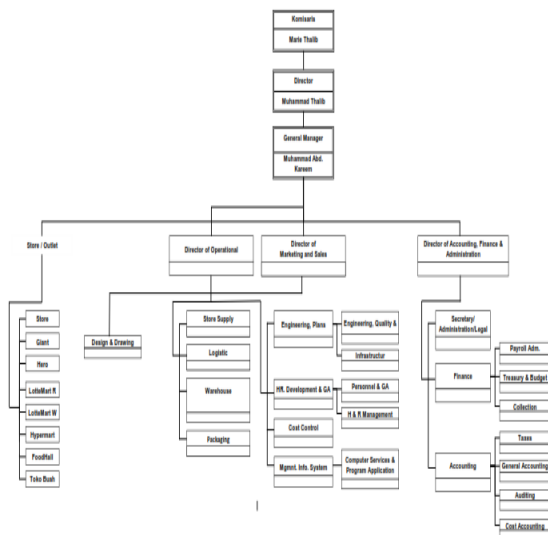 Komisaris
Marie Thalib
Director
Muhammad Thalib
General Manager
Muhammad Abd.
Kareem
Store / Outlet
Director of Operational
Director of
Marketing and Sales
Director of Accounting, Finance &
Administration
Store
Giant
Hero
LotteMart R
LotteMart W
Hypermart
FoodHall
Toko Buah
Design & Drawing
Store Supply
Logistic
Warehouse
Packaging
Engineering, Plans
Engineering, Quality &
Infrastructur
HR. Development & GA
Personnel & GA
H & R Management
Cost Control
Mgmnt. Info. System
Computer Services &
Program Application
Secretary/
Administration/Legal
Finance
Payroll Adm.
Treasury & Budget
Collection
Accounting
Taxes
General Accounting
Auditing
Cost Accounting